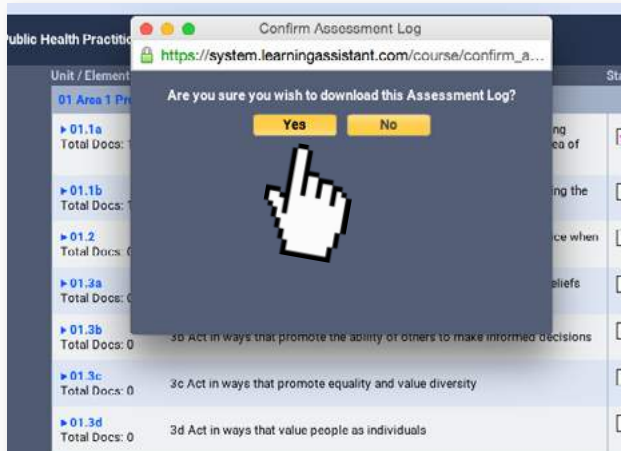 Confirm Assessment Log
ublic Health Practitio
https://system.learningassistant.com/course/confirm_a...
Unit / Element
01 Area 1 Pr
Are you sure you wish to download this Assessment Log?
Yes No
▶ 01.1a
Total Docs: 1
ng
ea of
▶ 01.1b
Total Docs: 1
ing the
▶ 01.2
Total Docs: 0
ce when
▶ 01.3a
Total Docs: 0
eliefs
▶ 01.3b
Total Docs: 0
3b Act in ways that promote the ability of others to make informed decisions
▶ 01.3c
Total Docs: 0
3c Act in ways that promote equality and value diversity
▶ 01.3d
Total Docs: 0
3d Act in ways that value people as individuals